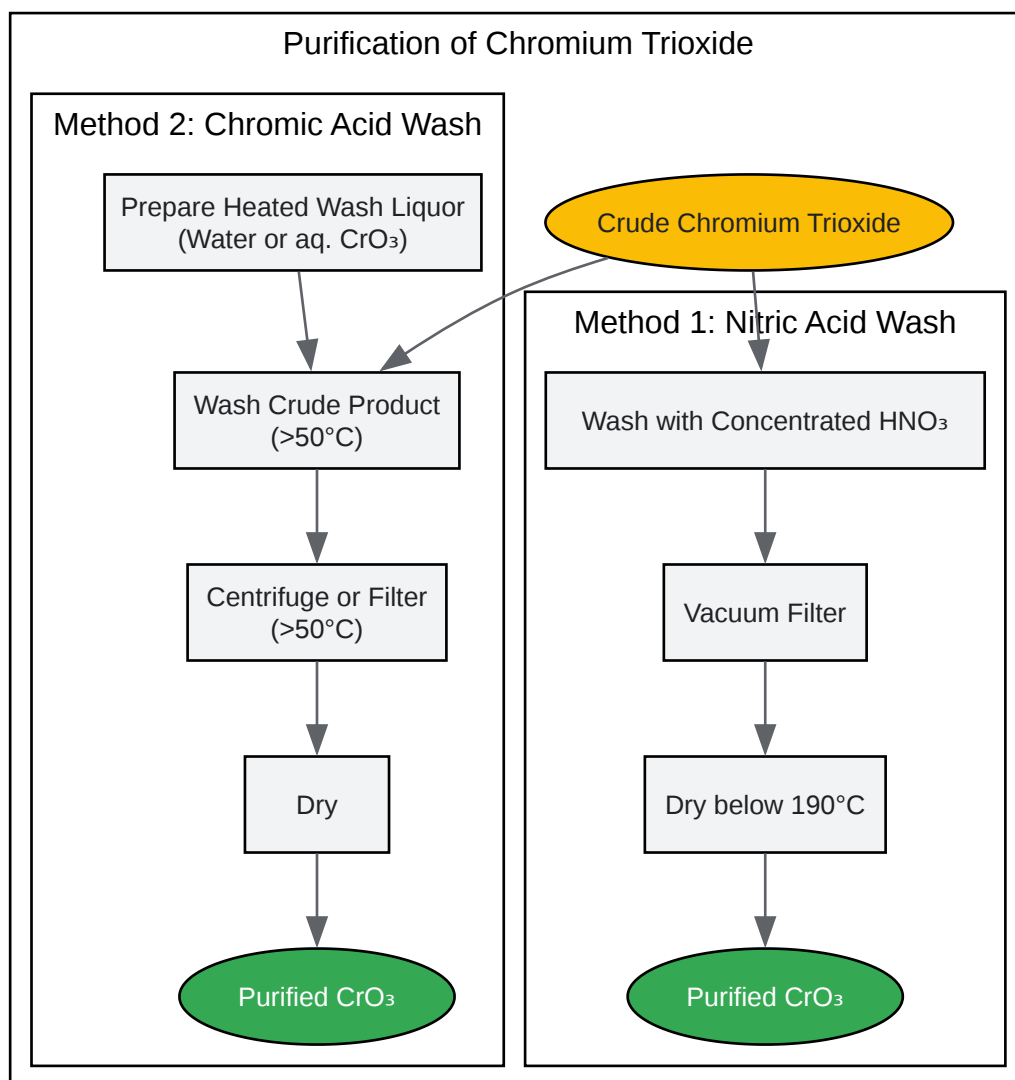 Purification of Chromium Trioxide
Method 2: Chromic Acid Wash
Prepare Heated Wash Liquor
(Water or aq. CrO₃)
Wash Crude Product
(>50°C)
Centrifuge or Filter
(>50°C)
Dry
Purified CrO₃
Crude Chromium Trioxide
Method 1: Nitric Acid Wash
Wash with Concentrated HNO₃
Vacuum Filter
Dry below 190°C
Purified CrO₃